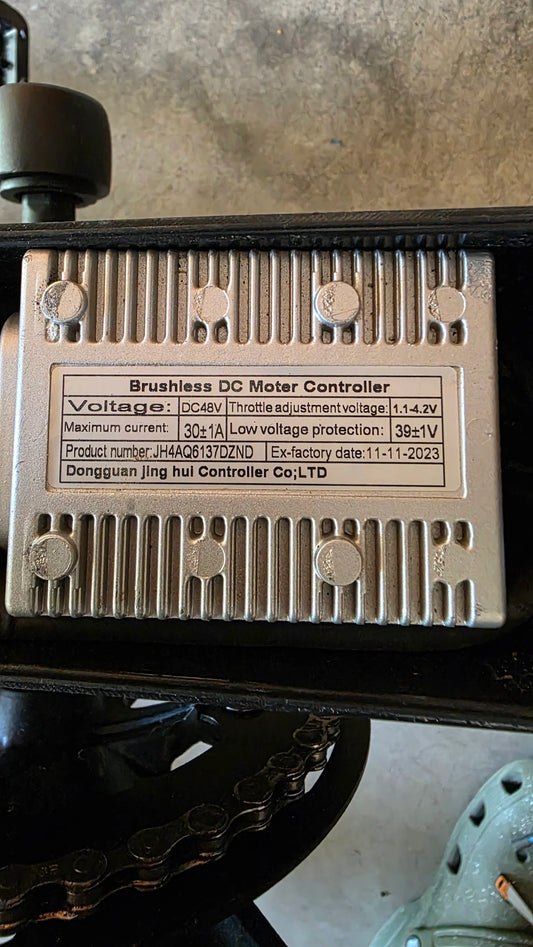 Brushless DC Moter Controller
Voltage: DC48V Throttle adjustment voltage: 1.1-4.2V
Maximum current: 30±1A Low voltage protection: 39±1V
Product number:JH4AQ6137DZND Ex-factory date:11-11-2023
Dongguan jing hui Controller Co;LTD